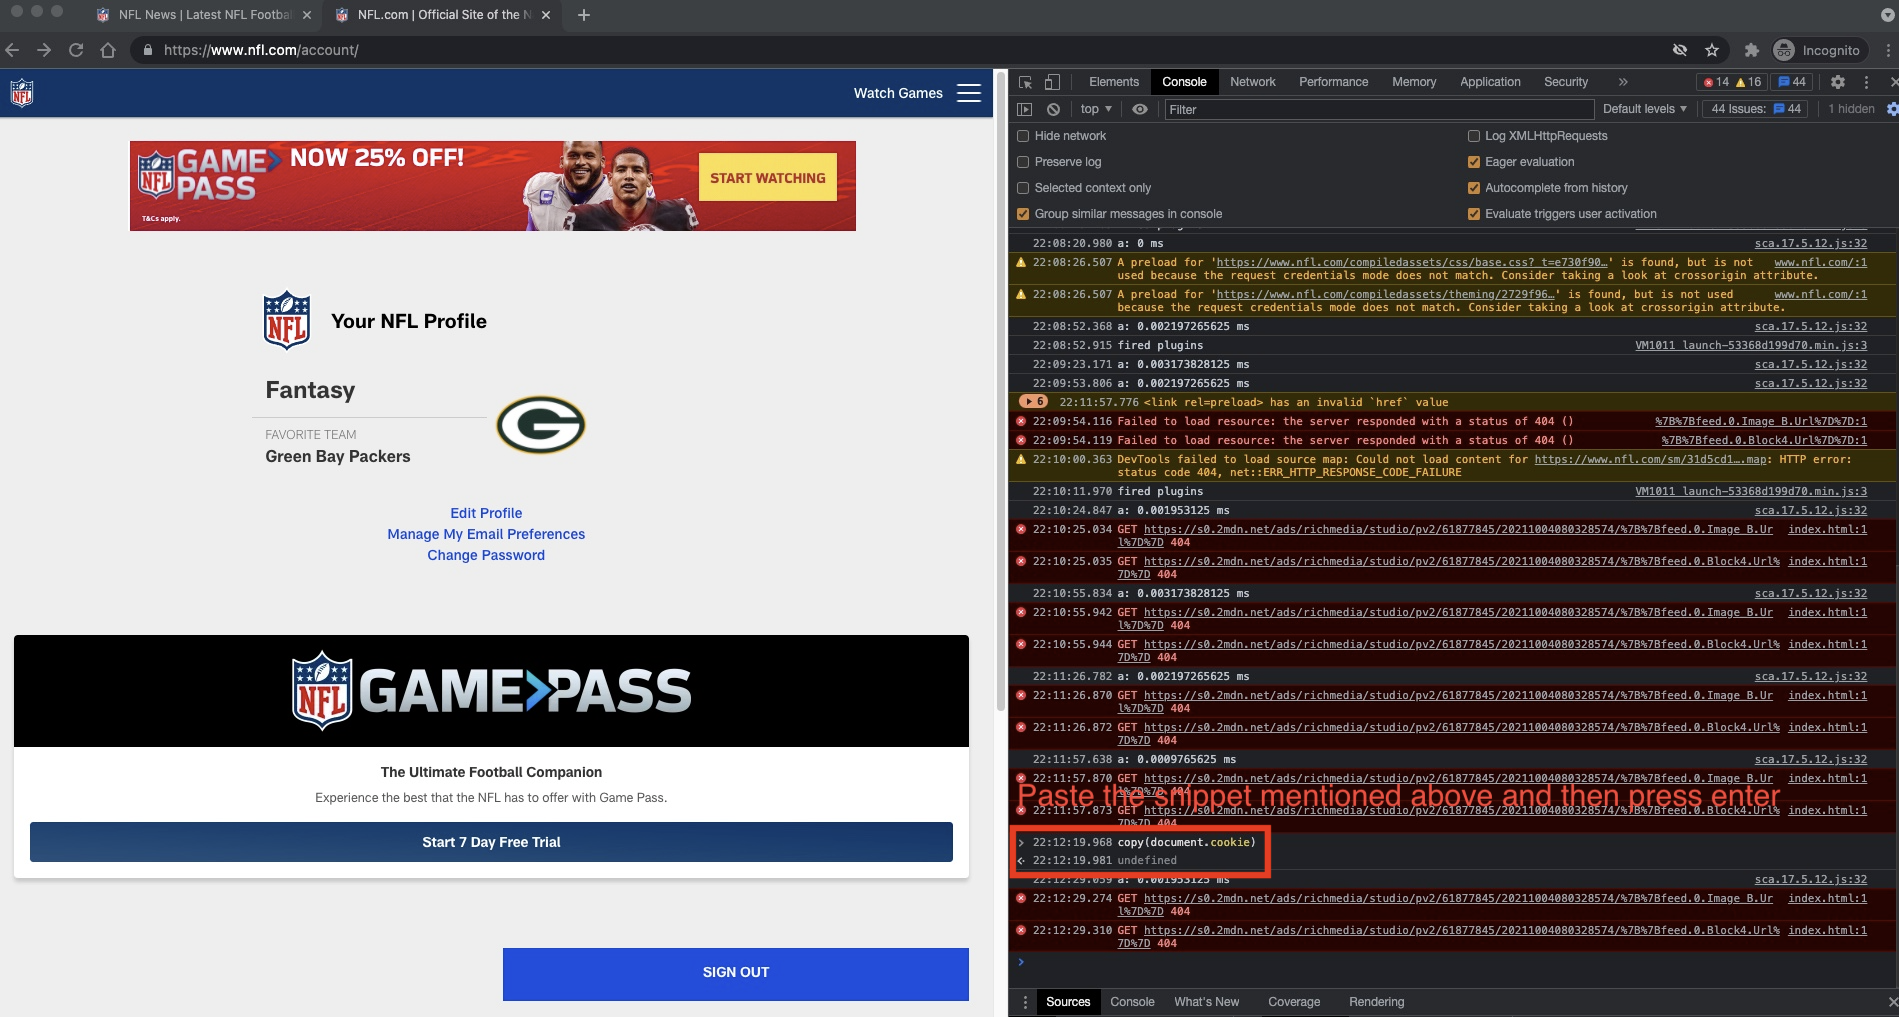 NFL News | Latest NFL Footbal
NFL.com | Official Site of the N
https://www.nfl.com/account/
Incognito
NFL
Watch Games
NFL GAME PASS
NOW 25% OFF!
START WATCHING
T&Cs apply.
NFL
Your NFL Profile
Fantasy
FAVORITE TEAM
Green Bay Packers
G
Edit Profile
Manage My Email Preferences
Change Password
NFL GAME PASS
The Ultimate Football Companion
Experience the best that the NFL has to offer with Game Pass.
Start 7 Day Free Trial
SIGN OUT
Elements Console Network Performance Memory Application Security » 14 16 44
top Filter Default levels 44 Issues: 44 1 hidden
Hide network Log XMLHttpRequests
Preserve log Eager evaluation
Selected context only Autocomplete from history
Group similar messages in console Evaluate triggers user activation
22:08:20.980 a: 0 ms sca.17.5.12.js:32
22:08:26.507 A preload for 'https://www.nfl.com/compiledassets/css/base.css?_t=e730f90…' is found, but is not www.nfl.com/:1
used because the request credentials mode does not match. Consider taking a look at crossorigin attribute.
22:08:26.507 A preload for 'https://www.nfl.com/compiledassets/theming/2729f96…' is found, but is not used www.nfl.com/:1
because the request credentials mode does not match. Consider taking a look at crossorigin attribute.
22:08:52.368 a: 0.002197265625 ms sca.17.5.12.js:32
22:08:52.915 fired plugins VM1011 launch-53368d199d70.min.js:3
22:09:23.171 a: 0.003173828125 ms sca.17.5.12.js:32
22:09:53.806 a: 0.002197265625 ms sca.17.5.12.js:32
6 22:11:57.776 <link rel=preload> has an invalid `href` value
22:09:54.116 Failed to load resource: the server responded with a status of 404 () %7B%7Bfeed.0.Image_B.Url%7D%7D:1
22:09:54.119 Failed to load resource: the server responded with a status of 404 () %7B%7Bfeed.0.Block4.Url%7D%7D:1
22:10:00.363 DevTools failed to load source map: Could not load content for https://www.nfl.com/sm/31d5cd1….map: HTTP error:
status code 404, net::ERR_HTTP_RESPONSE_CODE_FAILURE
22:10:11.970 fired plugins VM1011 launch-53368d199d70.min.js:3
22:10:24.847 a: 0.001953125 ms sca.17.5.12.js:32
22:10:25.034 GET https://s0.2mdn.net/ads/richmedia/studio/pv2/61877845/20211004080328574/%7B%7Bfeed.0.Image_B.Ur index.html:1
l%7D%7D 404
22:10:25.035 GET https://s0.2mdn.net/ads/richmedia/studio/pv2/61877845/20211004080328574/%7B%7Bfeed.0.Block4.Url% index.html:1
7D%7D 404
22:10:55.834 a: 0.003173828125 ms sca.17.5.12.js:32
22:10:55.942 GET https://s0.2mdn.net/ads/richmedia/studio/pv2/61877845/20211004080328574/%7B%7Bfeed.0.Image_B.Ur index.html:1
l%7D%7D 404
22:10:55.944 GET https://s0.2mdn.net/ads/richmedia/studio/pv2/61877845/20211004080328574/%7B%7Bfeed.0.Block4.Url% index.html:1
7D%7D 404
22:11:26.782 a: 0.002197265625 ms sca.17.5.12.js:32
22:11:26.870 GET https://s0.2mdn.net/ads/richmedia/studio/pv2/61877845/20211004080328574/%7B%7Bfeed.0.Image_B.Ur index.html:1
l%7D%7D 404
22:11:26.872 GET https://s0.2mdn.net/ads/richmedia/studio/pv2/61877845/20211004080328574/%7B%7Bfeed.0.Block4.Url% index.html:1
7D%7D 404
22:11:57.638 a: 0.0009765625 ms sca.17.5.12.js:32
22:11:57.870 GET https://s0.2mdn.net/ads/richmedia/studio/pv2/61877845/20211004080328574/%7B%7Bfeed.0.Image_B.Ur index.html:1
l%7D%7D 404
Paste the snippet mentioned above and then press enter
22:11:57.873 GET https://s0.2mdn.net/ads/richmedia/studio/pv2/61877845/20211004080328574/%7B%7Bfeed.0.Block4.Url% index.html:1
7D%7D 404
22:12:19.968 copy(document.cookie)
22:12:19.981 undefined
22:12:29.059 a: 0.001953125 ms sca.17.5.12.js:32
22:12:29.274 GET https://s0.2mdn.net/ads/richmedia/studio/pv2/61877845/20211004080328574/%7B%7Bfeed.0.Image_B.Ur index.html:1
l%7D%7D 404
22:12:29.310 GET https://s0.2mdn.net/ads/richmedia/studio/pv2/61877845/20211004080328574/%7B%7Bfeed.0.Block4.Url% index.html:1
7D%7D 404
Sources Console What's New Coverage Rendering